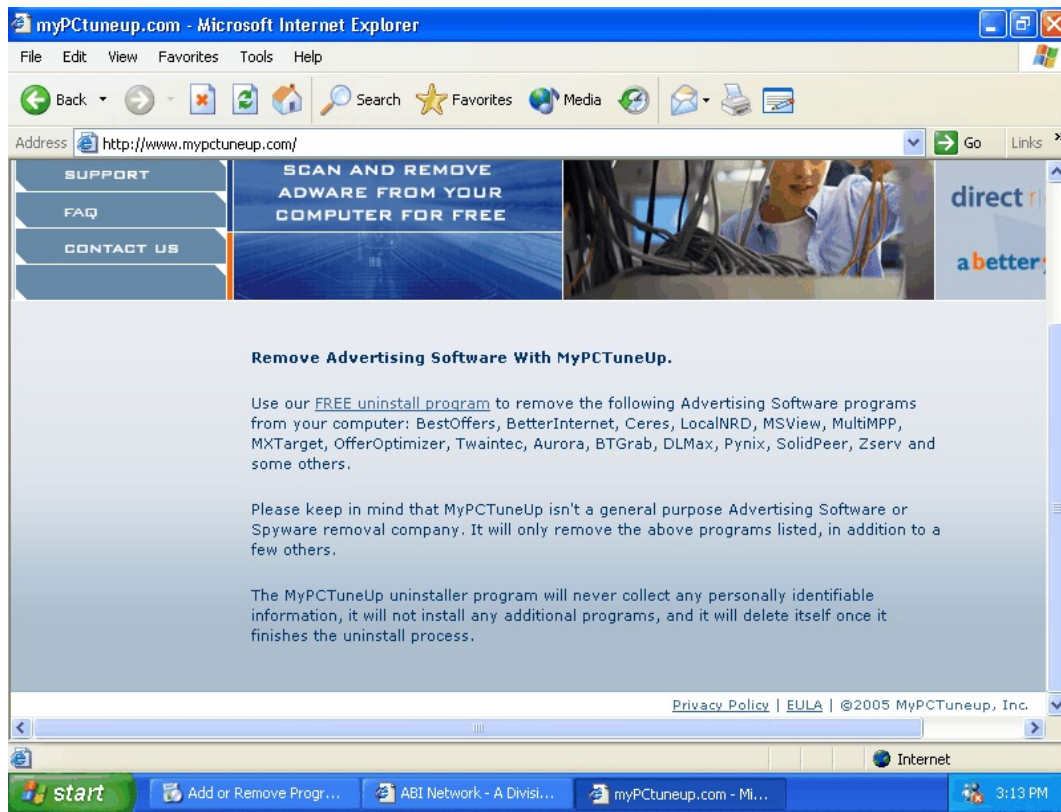 myPCtuneup.com - Microsoft Internet Explorer
File Edit View Favorites Tools Help
Back Search Favorites Media
Address http://www.mypctuneup.com/ Go Links
SUPPORT
FAQ
CONTACT US
SCAN AND REMOVE
ADWARE FROM YOUR
COMPUTER FOR FREE
direct
abetter
Remove Advertising Software With MyPCTuneUp.
Use our FREE uninstall program to remove the following Advertising Software programs
from your computer: BestOffers, BetterInternet, Ceres, LocalNRD, MSView, MultiMPP,
MXTarget, OfferOptimizer, Twaintec, Aurora, BTGrab, DLMax, Pynix, SolidPeer, Zserv and
some others.
Please keep in mind that MyPCTuneUp isn't a general purpose Advertising Software or
Spyware removal company. It will only remove the above programs listed, in addition to a
few others.
The MyPCTuneUp uninstaller program will never collect any personally identifiable
information, it will not install any additional programs, and it will delete itself once it
finishes the uninstall process.
Privacy Policy | EULA | ©2005 MyPCTuneup, Inc.
Internet
start Add or Remove Progr... ABI Network - A Divisi... myPCtuneup.com - Mi... 3:13 PM